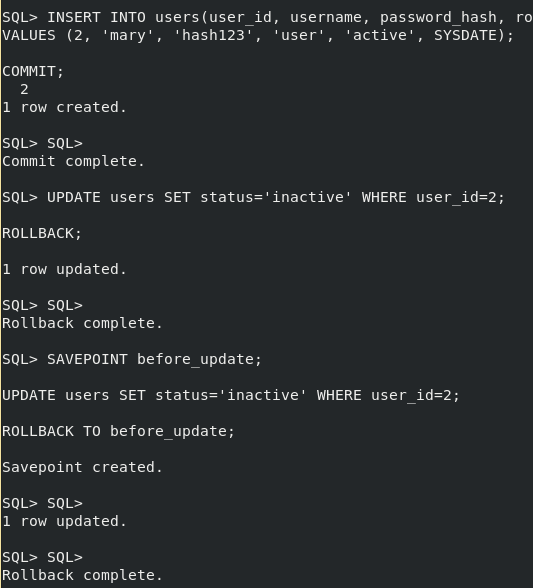 SQL> INSERT INTO users(user_id, username, password_hash, ro
VALUES (2, 'mary', 'hash123', 'user', 'active', SYSDATE);
COMMIT;
2
1 row created.
SQL> SQL>
Commit complete.
SQL> UPDATE users SET status='inactive' WHERE user_id=2;
ROLLBACK;
1 row updated.
SQL> SQL>
Rollback complete.
SQL> SAVEPOINT before_update;
UPDATE users SET status='inactive' WHERE user_id=2;
ROLLBACK TO before_update;
Savepoint created.
SQL> SQL>
1 row updated.
SQL> SQL>
Rollback complete.